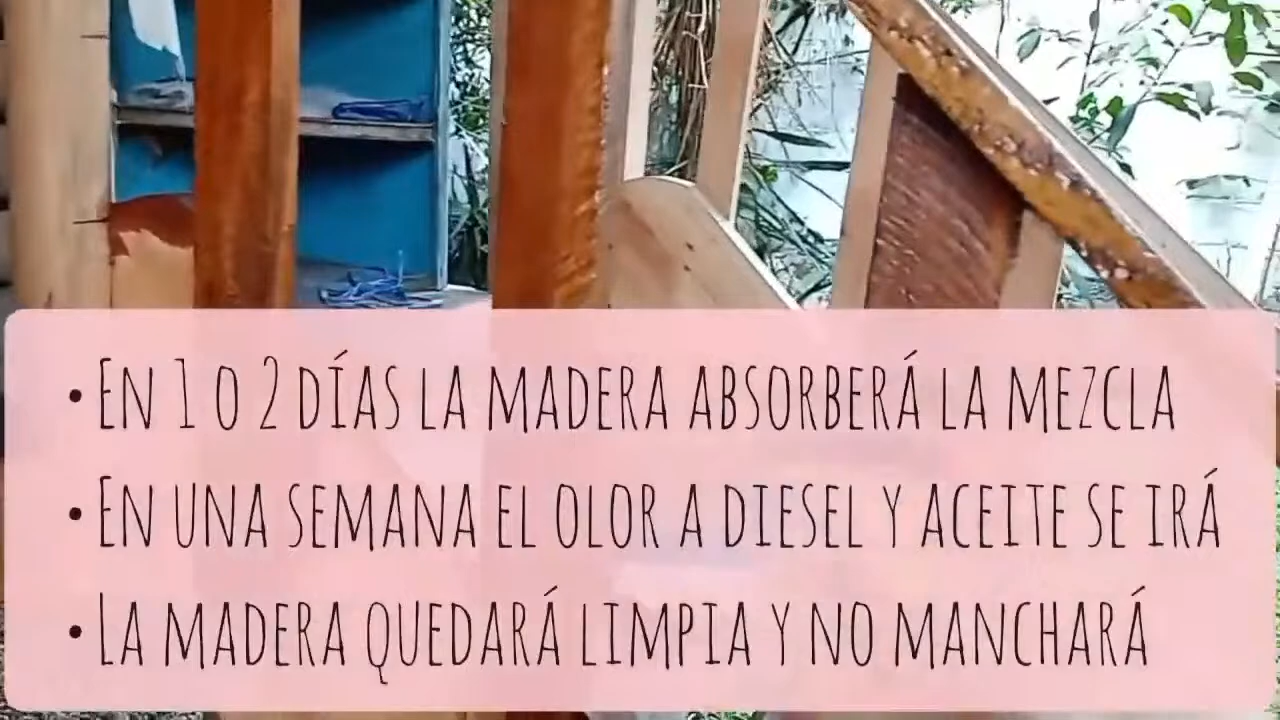 • En 1 o 2 días la madera absorberá la mezcla
• En una semana el olor a diesel y aceite se irá
• La madera quedará limpia y no manchará